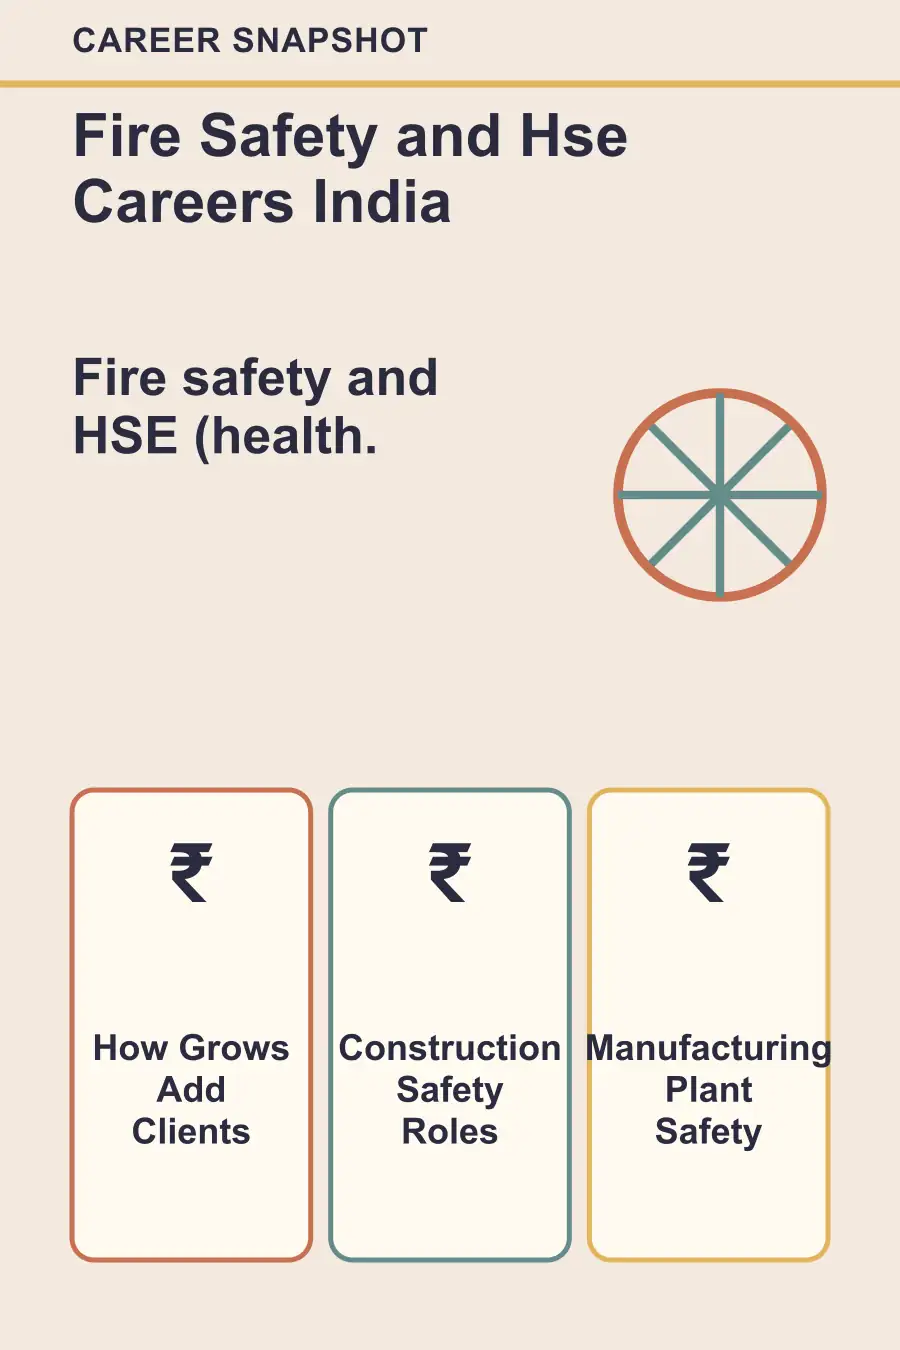 CAREER SNAPSHOT
Fire Safety and Hse
Careers India
Fire safety and
HSE (health.
₹
₹
₹
How Grows
Add
Clients
Construction
Safety
Roles
Manufacturing
Plant
Safety